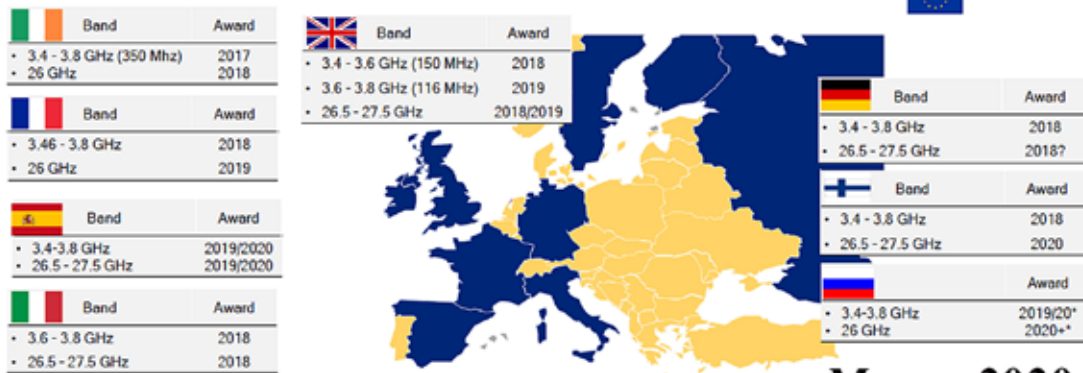 Band Award
• 3.4 - 3.8 GHz (350 Mhz) 2017
• 26 GHz 2018
Band Award
• 3.46 - 3.8 GHz 2018
• 26 GHz 2019
Band Award
• 3.4-3.8 GHz 2019/2020
• 26.5 - 27.5 GHz 2019/2020
Band Award
• 3.6 - 3.8 GHz 2018
• 26.5 - 27.5 GHz 2018
Band Award
• 3.4 - 3.6 GHz (150 MHz) 2018
• 3.6 - 3.8 GHz (116 MHz) 2019
• 26.5 - 27.5 GHz 2018/2019
Band Award
• 3.4 - 3.8 GHz 2018
• 26.5 - 27.5 GHz 2018?
Band Award
• 3.4 - 3.8 GHz 2018
• 26.5 - 27.5 GHz 2020
Award
• 3.4-3.8 GHz 2019/20*
• 26 GHz 2020+*
2020